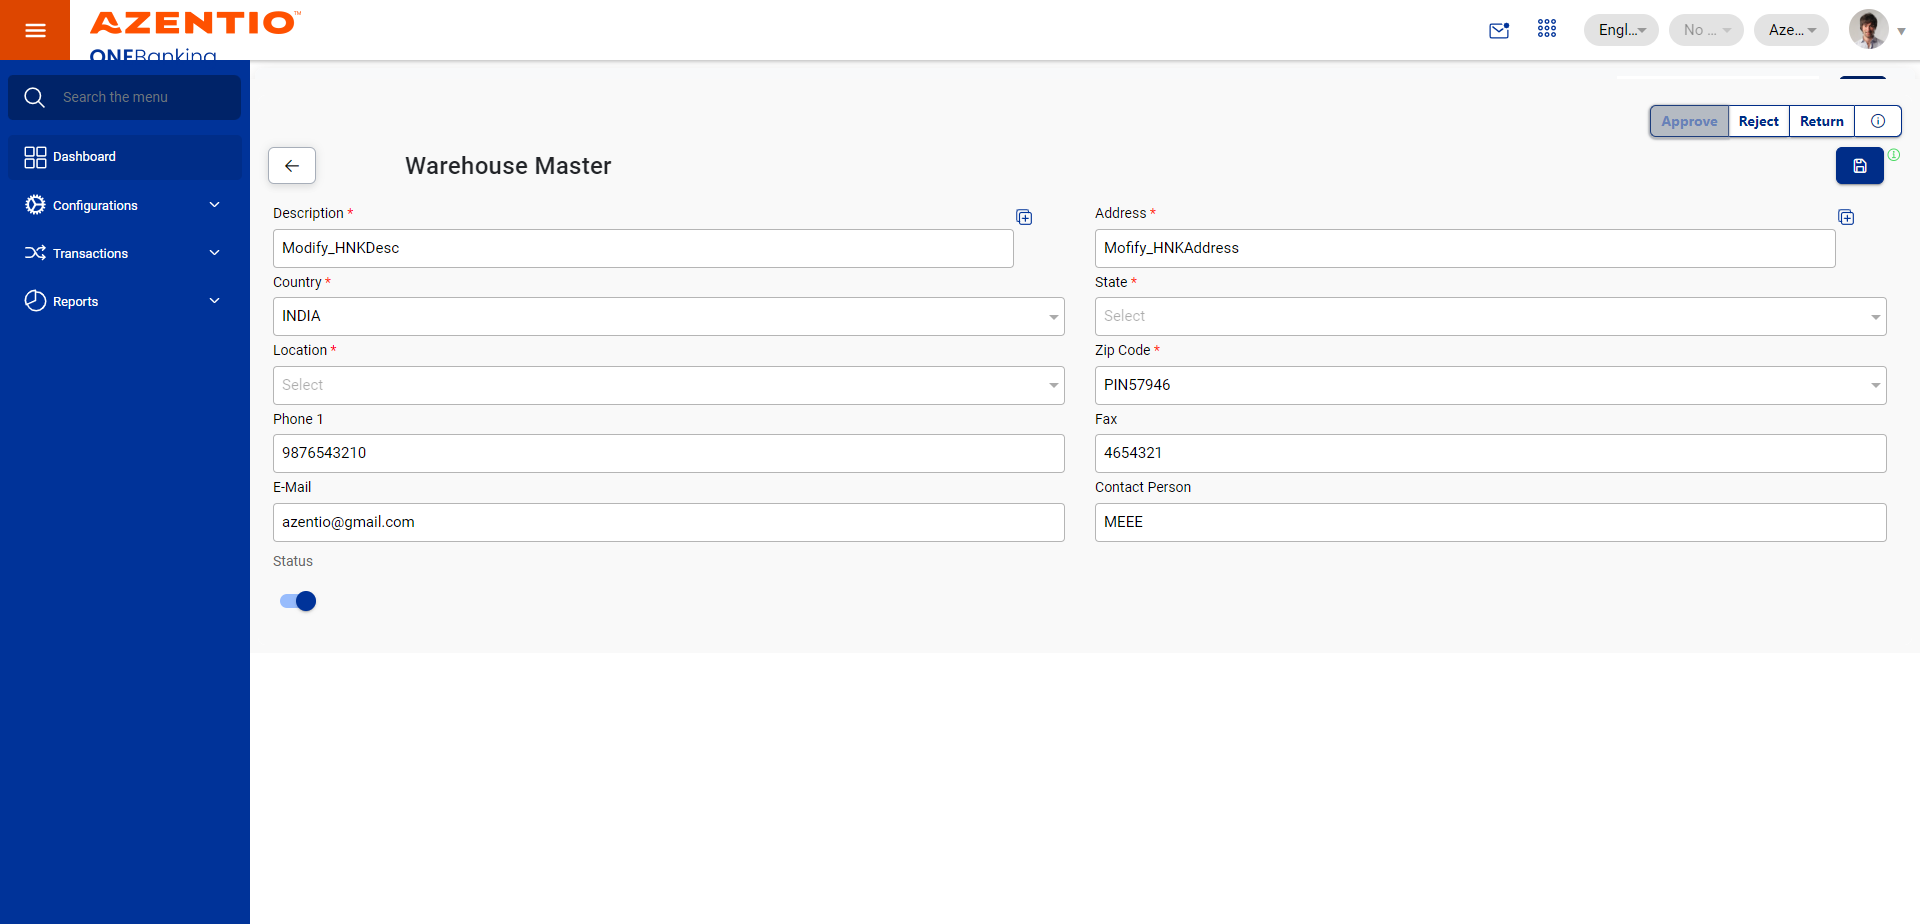 AZENTIO™
ONEBanking
Engl...
No ...
Aze...
Search the menu
Dashboard
Configurations
Transactions
Reports
Approve
Reject
Return
Warehouse Master
Description *
Modify_HNKDesc
Address *
Mofify_HNKAddress
Country *
INDIA
State *
Select
Location *
Select
Zip Code *
PIN57946
Phone 1
9876543210
Fax
4654321
E-Mail
azentio@gmail.com
Contact Person
MEEE
Status